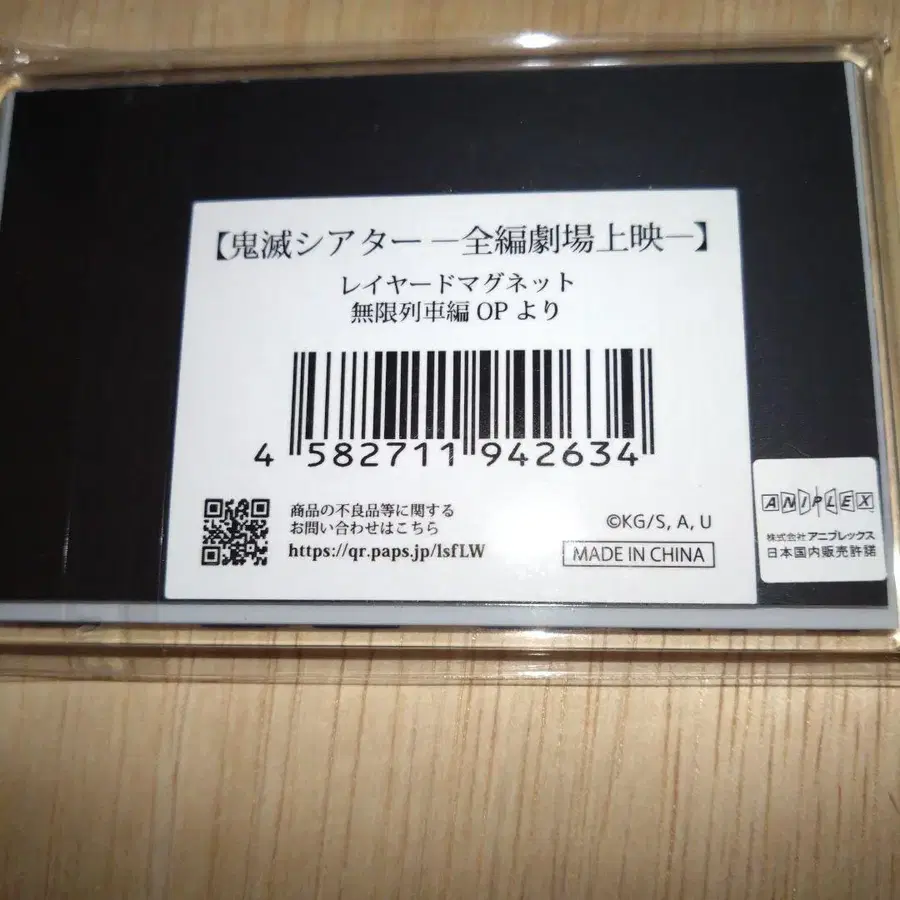 【鬼滅シアター ―全編劇場上映―】
レイヤードマグネット
無限列車編 OP より
4 582711 942634
商品の不良品等に関する
お問い合わせはこちら
https://qr.paps.jp/lsfLW
©KG/S, A, U
MADE IN CHINA
ANIPLEX
株式会社 アニプレックス
日本国内販売許諾